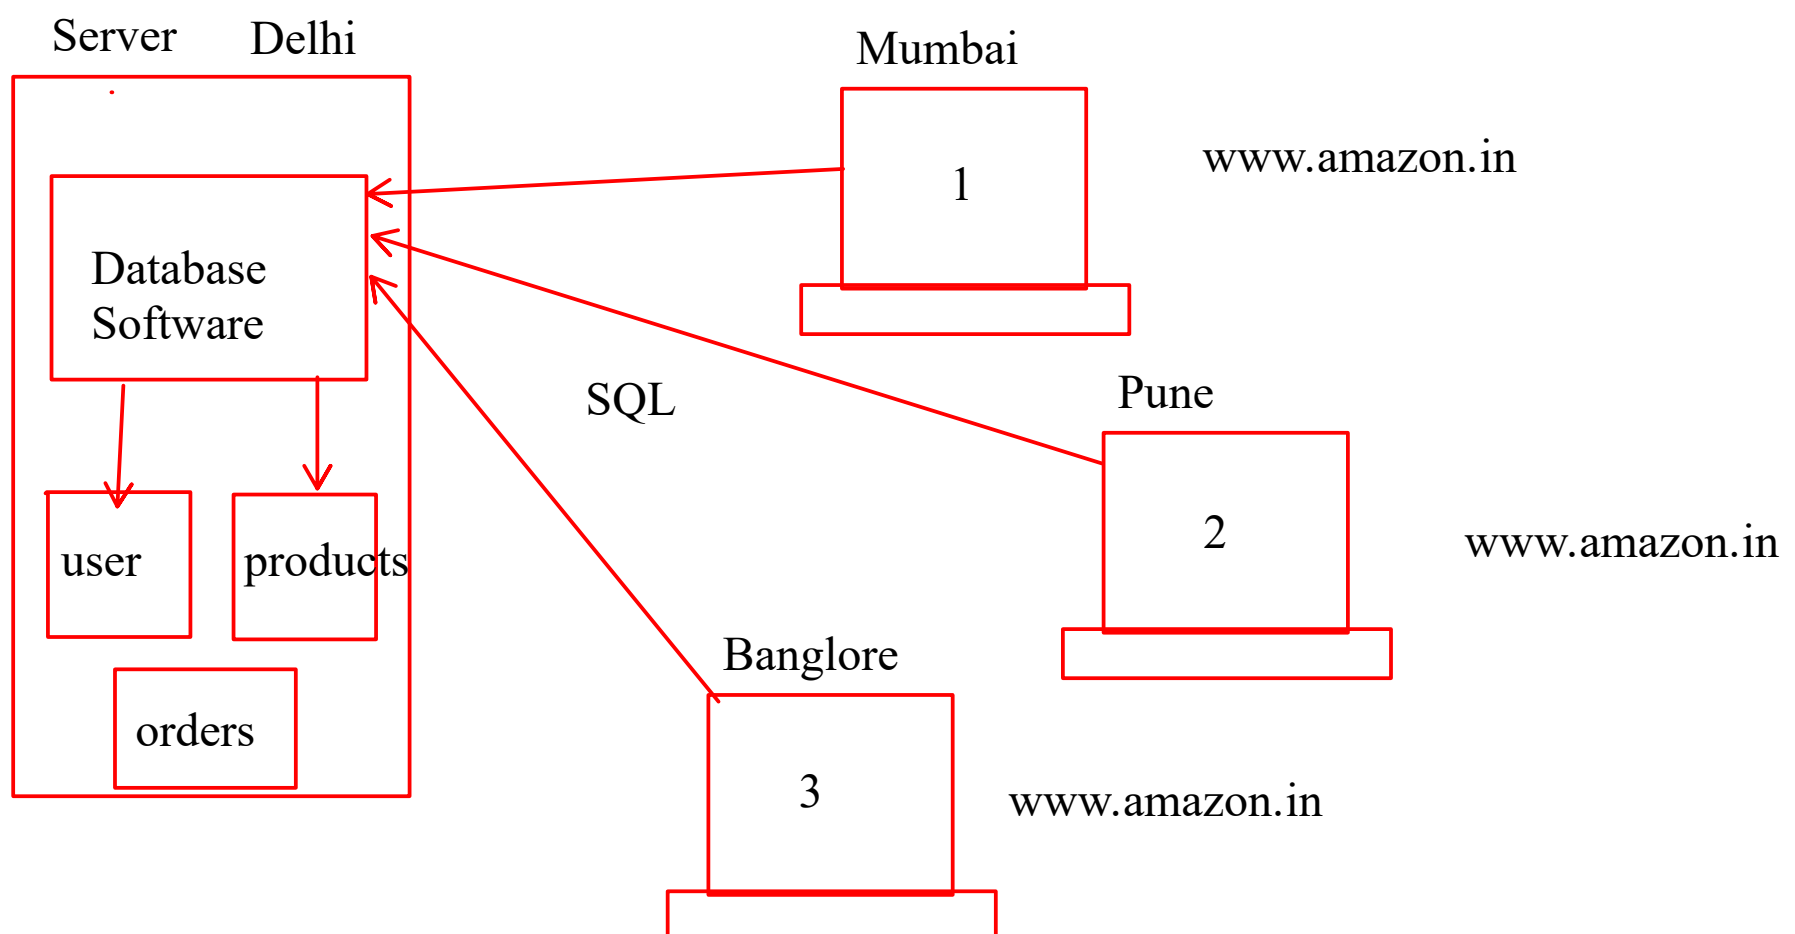 Server Delhi
Database
Software
user
products
orders
SQL
Mumbai
1
www.amazon.in
Pune
2
www.amazon.in
Banglore
3
www.amazon.in